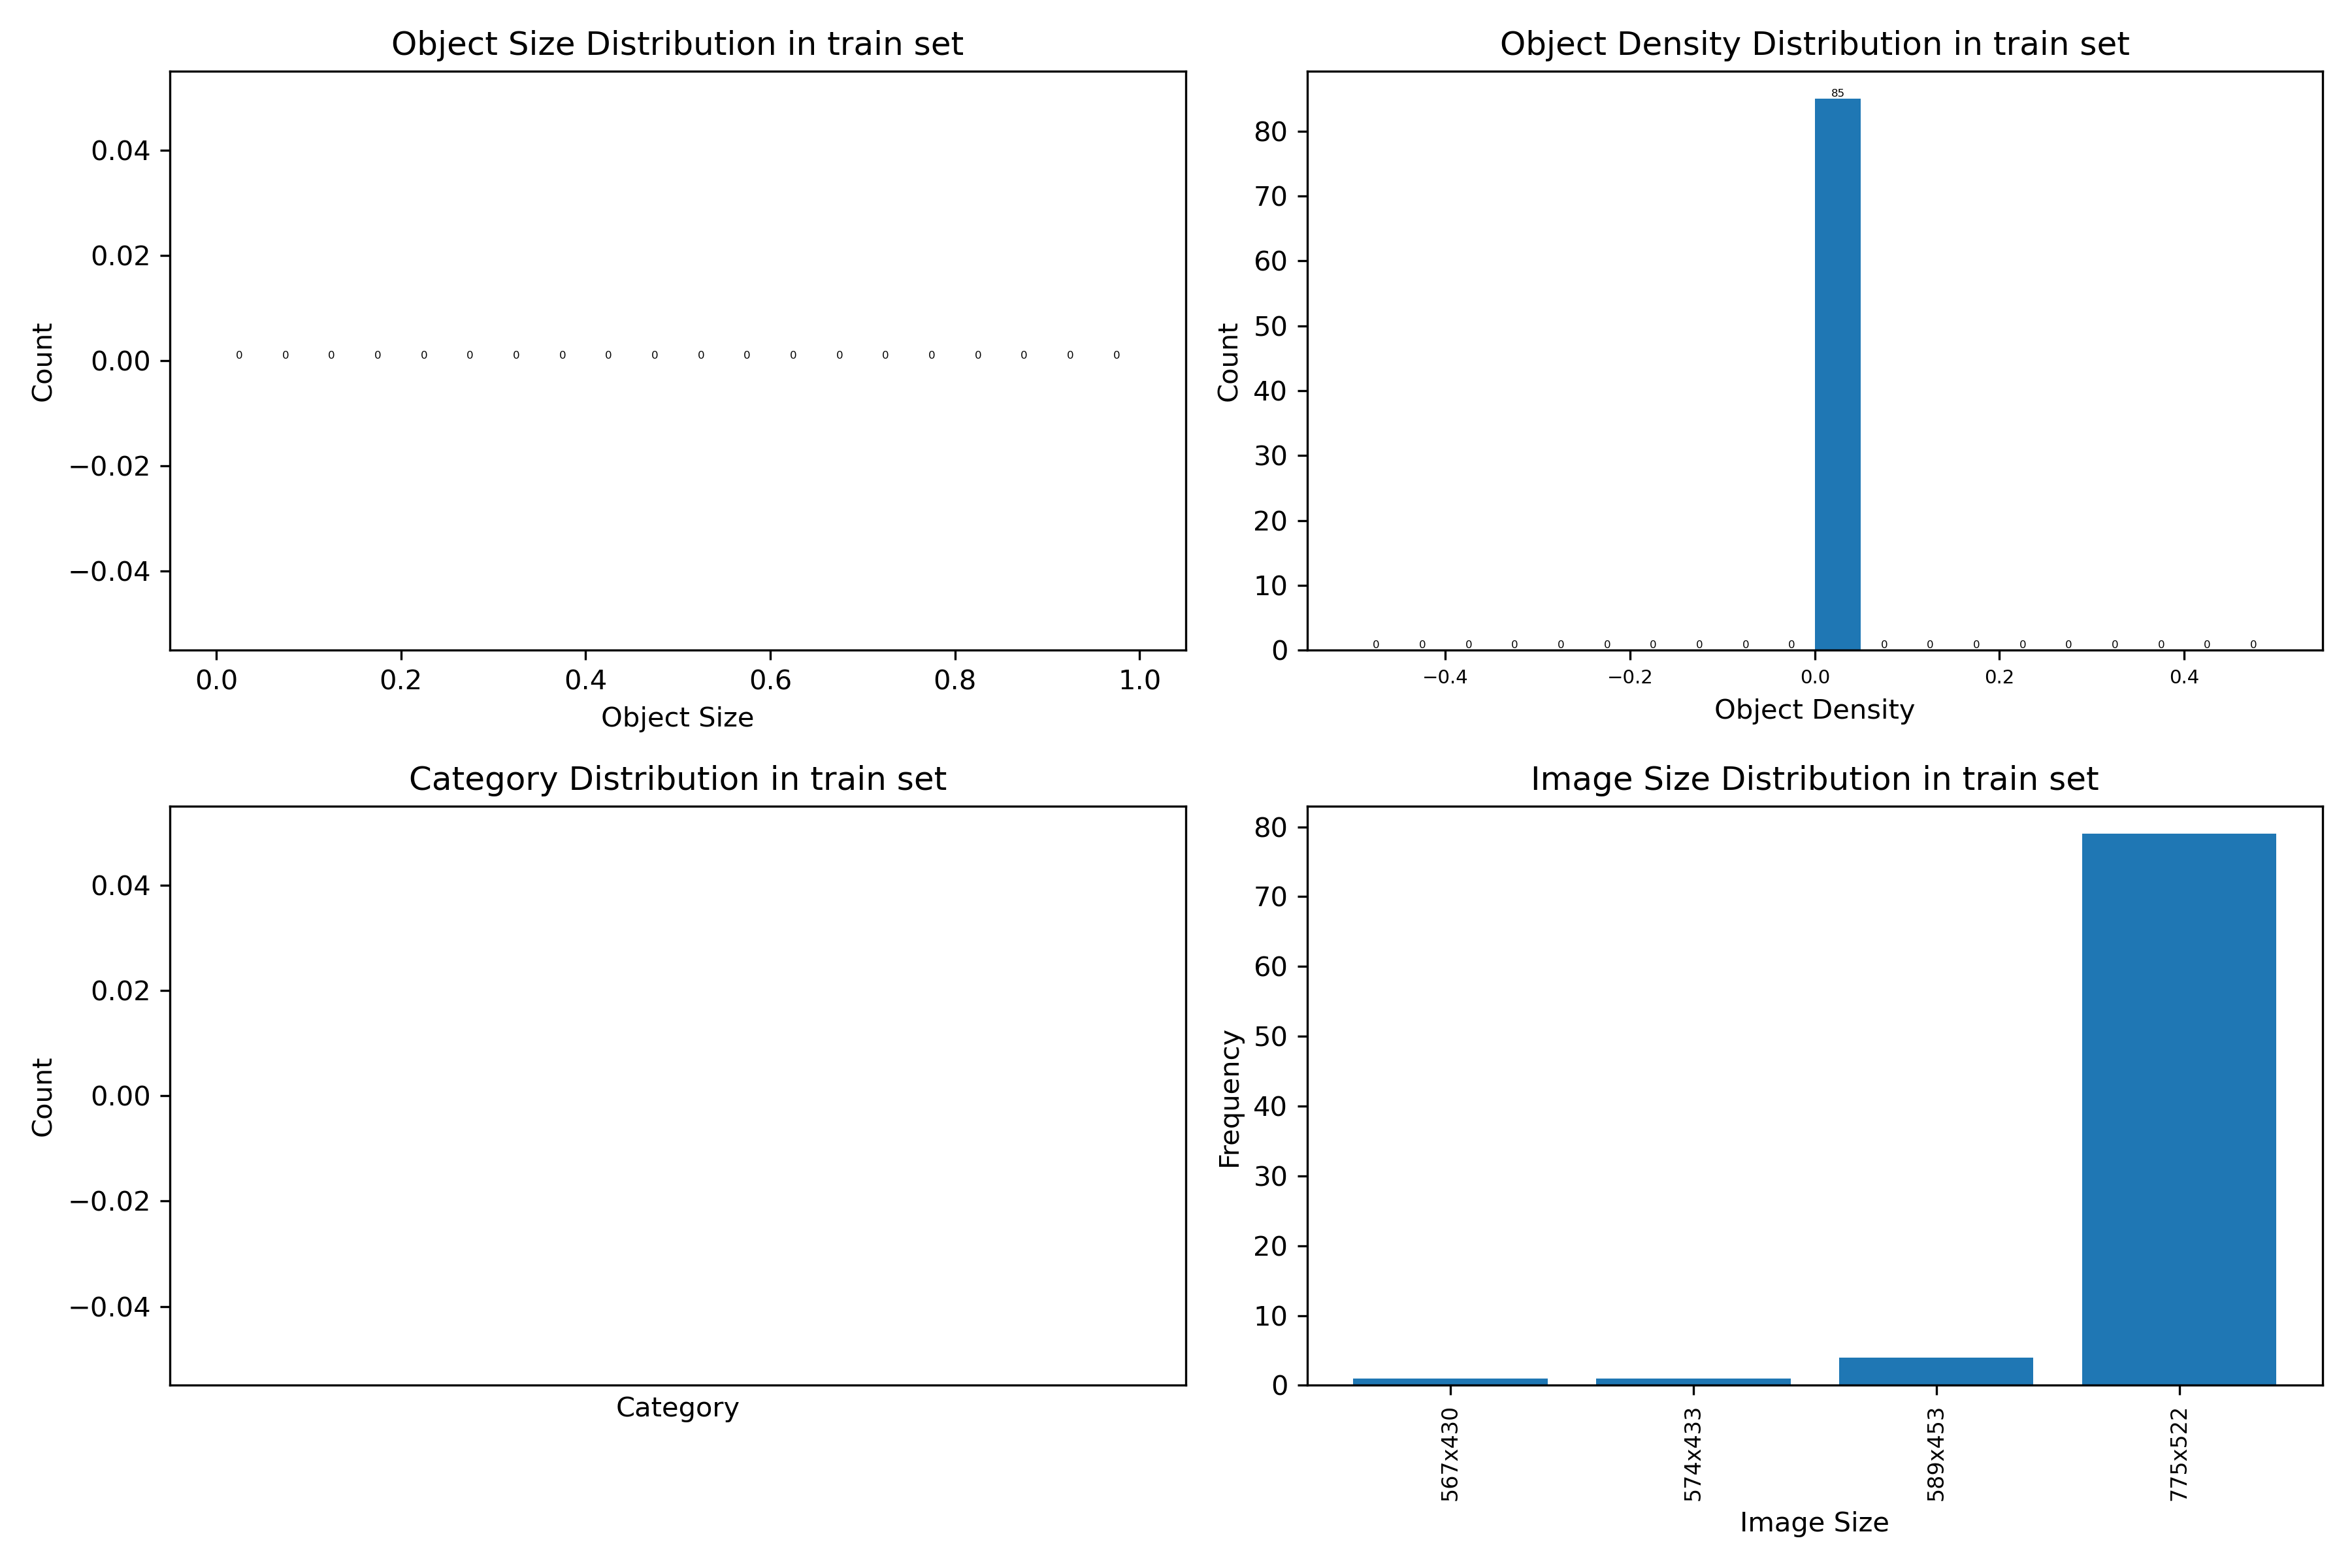 Object Size Distribution in train set
Count
0.04
0.02
0.00
−0.02
−0.04
0 0 0 0 0 0 0 0 0 0 0 0 0 0 0 0 0 0 0 0
0.0 0.2 0.4 0.6 0.8 1.0
Object Size
Object Density Distribution in train set
Count
80
70
60
50
40
30
20
10
0
85
0 0 0 0 0 0 0 0 0 0 0 0 0 0 0 0 0 0 0
−0.4 −0.2 0.0 0.2 0.4
Object Density
Category Distribution in train set
Count
0.04
0.02
0.00
−0.02
−0.04
Category
Image Size Distribution in train set
Frequency
80
70
60
50
40
30
20
10
0
567x430
574x433
589x453
775x522
Image Size